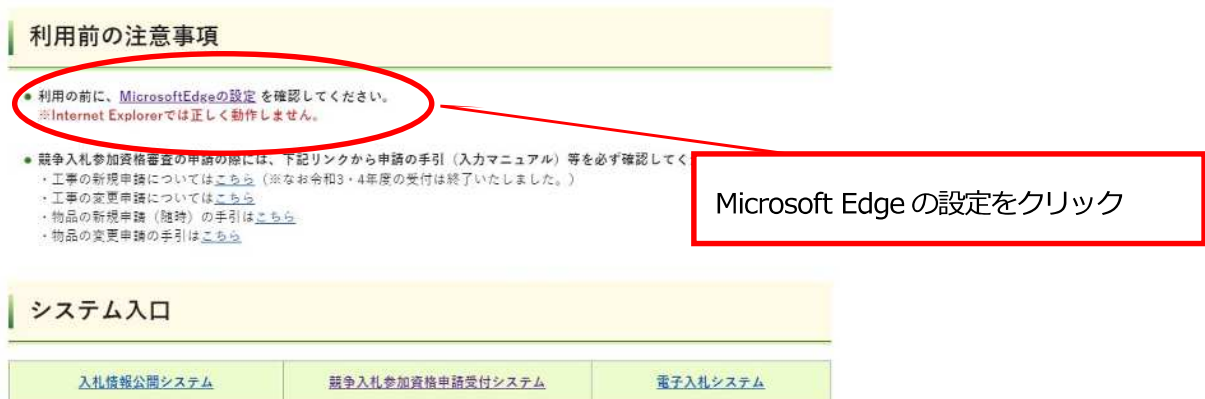 利用前の注意事項
利用の前に、MicrosoftEdgeの設定 を確認してください。
※Internet Explorerでは正しく動作しません。
競争入札参加資格審査の申請の際には、下記リンクから申請の手引（入力マニュアル）等を必ず確認してく
・工事の新規申請についてはこちら（※なお令和3・4年度の受付は終了いたしました。）
・工事の変更申請についてはこちら
・物品の新規申請（随時）の手引はこちら
・物品の変更申請の手引はこちら
Microsoft Edge の設定をクリック
システム入口
入札情報公開システム 競争入札参加資格申請受付システム 電子入札システム